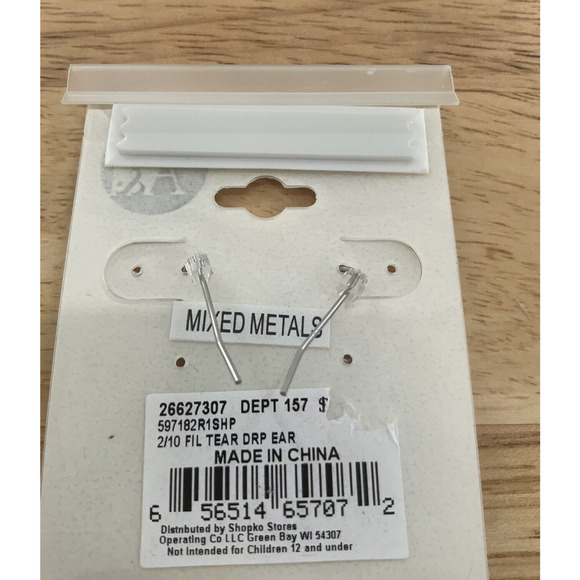 MIXED METALS
26627307 DEPT 157 $
597182R1SHP
2/10 FIL TEAR DRP EAR
MADE IN CHINA
6 56514 65707 2
Distributed by Shopko Stores
Operating Co LLC Green Bay WI 54307
Not Intended for Children 12 and under